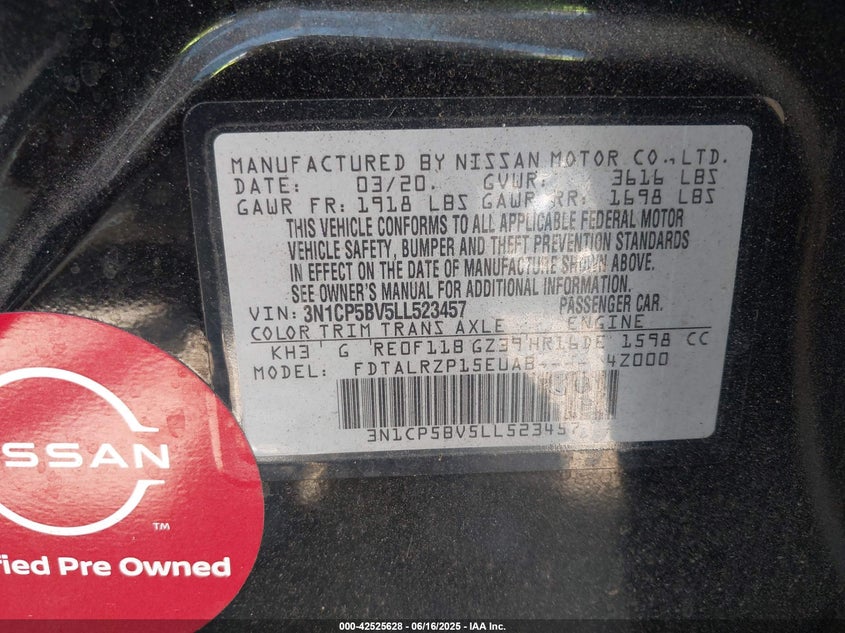 MANUFACTURED BY NISSAN MOTOR CO., LTD.
DATE: 03/20. GVWR: 3616 LBS
GAWR FR: 1918 LBS GAWR RR: 1698 LBS
THIS VEHICLE CONFORMS TO ALL APPLICABLE FEDERAL MOTOR
VEHICLE SAFETY, BUMPER AND THEFT PREVENTION STANDARDS
IN EFFECT ON THE DATE OF MANUFACTURE SHOWN ABOVE.
SEE OWNER'S MANUAL FOR ADDITIONAL INFORMATION.
VIN: 3N1CP5BV5LL523457 PASSENGER CAR.
COLOR TRIM TRANS AXLE ENGINE
KH3 G RE0F11B GZ39 HR16DE 1598 CC
MODEL: FDTALRZP15EUAB---- 4Z000
3N1CP5BV5LL523457
ISSAN
TM
fied Pre Owned
000-42525628 - 06/16/2025 - IAA Inc.